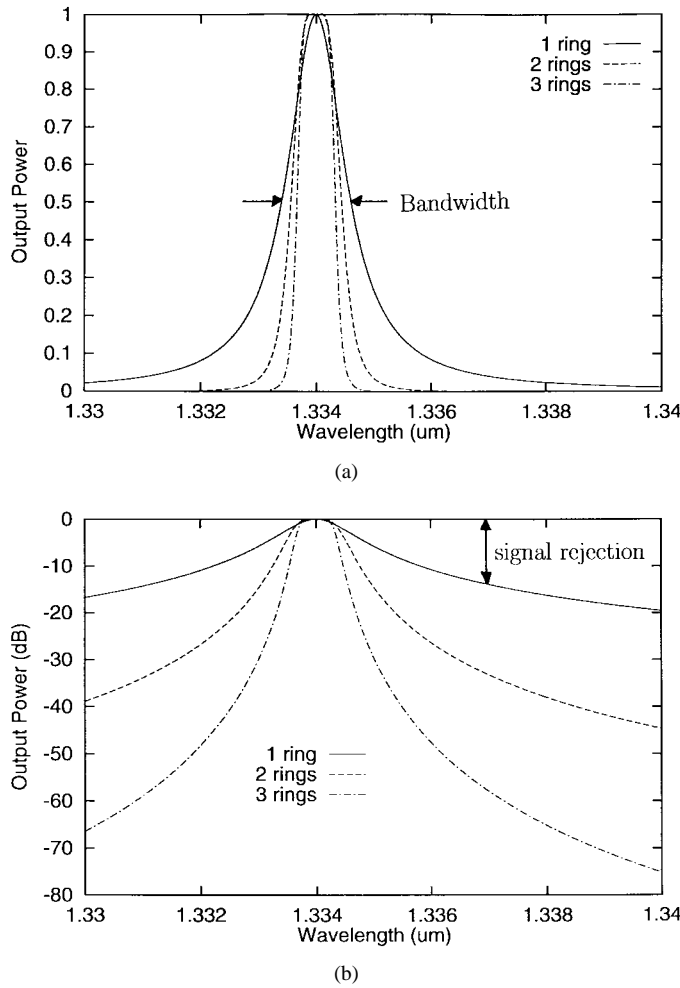 1
0.9
0.8
0.7
0.6
0.5
0.4
0.3
0.2
0.1
0
Output Power
1 ring
2 rings
3 rings
Bandwidth
1.33 1.332 1.334 1.336 1.338 1.34
Wavelength (um)
(a)
0
-10
-20
-30
-40
-50
-60
-70
-80
Output Power (dB)
signal rejection
1 ring
2 rings
3 rings
1.33 1.332 1.334 1.336 1.338 1.34
Wavelength (um)
(b)